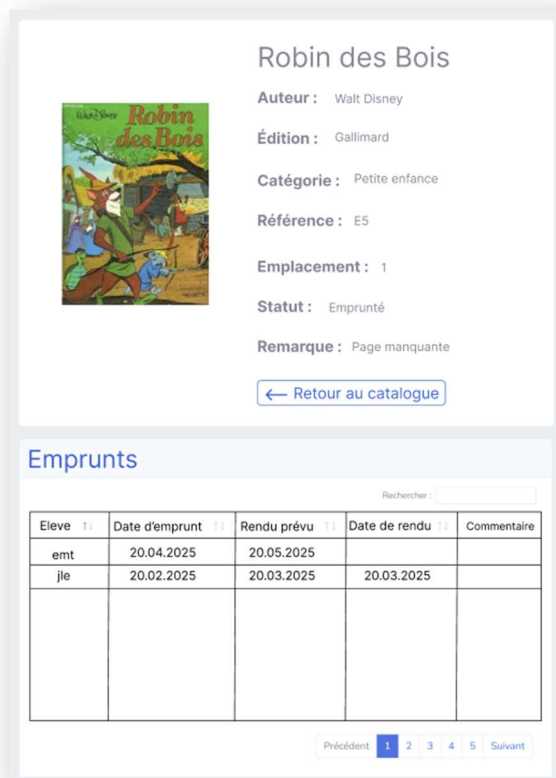 Robin des Bois
Walt Disney Robin
des Bois
Auteur : Walt Disney
Édition : Gallimard
Catégorie : Petite enfance
Référence : E5
Emplacement : 1
Statut : Emprunté
Remarque : Page manquante
← Retour au catalogue
Emprunts
Rechercher :
Eleve Date d'emprunt Rendu prévu Date de rendu Commentaire
emt 20.04.2025 20.05.2025
jle 20.02.2025 20.03.2025 20.03.2025
Précédent 1 2 3 4 5 Suivant